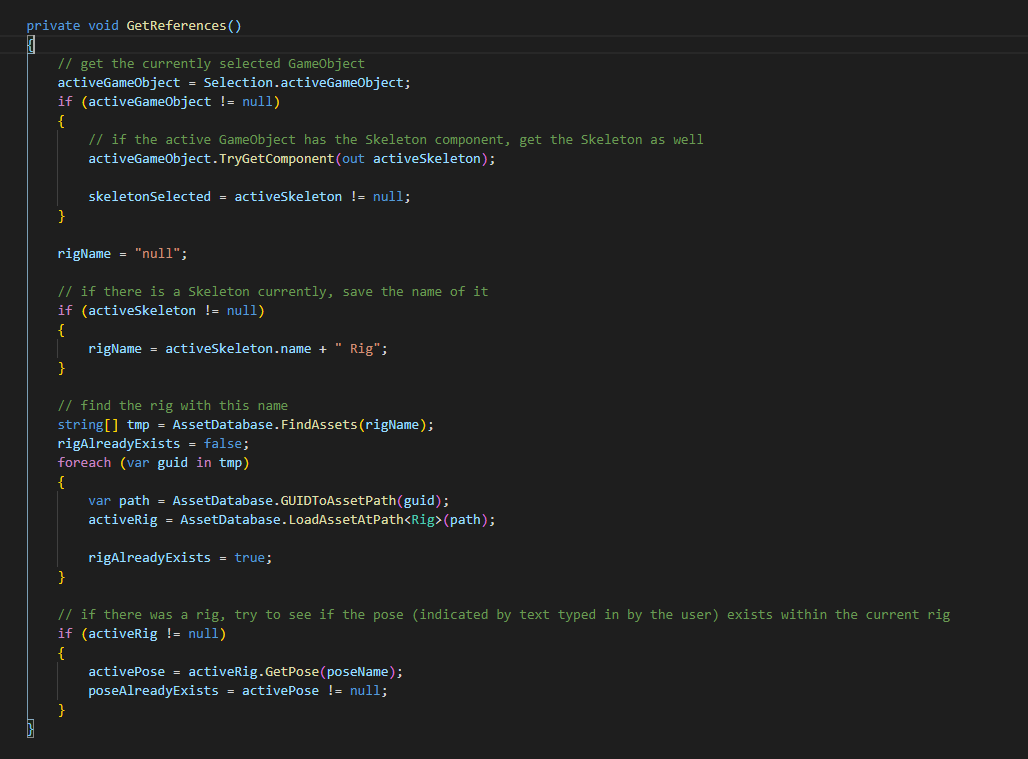 private void GetReferences()
{
    // get the currently selected GameObject
    activeGameObject = Selection.activeGameObject;
    if (activeGameObject != null)
    {
        // if the active GameObject has the Skeleton component, get the Skeleton as well
        activeGameObject.TryGetComponent(out activeSkeleton);

        skeletonSelected = activeSkeleton != null;
    }

    rigName = "null";

    // if there is a Skeleton currently, save the name of it
    if (activeSkeleton != null)
    {
        rigName = activeSkeleton.name + " Rig";
    }

    // find the rig with this name
    string[] tmp = AssetDatabase.FindAssets(rigName);
    rigAlreadyExists = false;
    foreach (var guid in tmp)
    {
        var path = AssetDatabase.GUIDToAssetPath(guid);
        activeRig = AssetDatabase.LoadAssetAtPath<Rig>(path);

        rigAlreadyExists = true;
    }

    // if there was a rig, try to see if the pose (indicated by text typed in by the user) exists within the current rig
    if (activeRig != null)
    {
        activePose = activeRig.GetPose(poseName);
        poseAlreadyExists = activePose != null;
    }
}